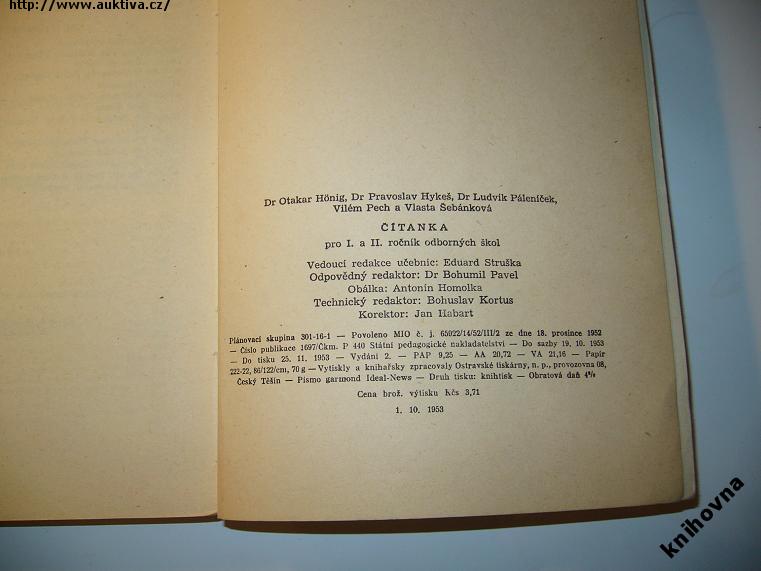 http://www.auktiva.cz/
Dr Otakar Hönig, Dr Pravoslav Hykeš, Dr Ludvík Páleníček,
Vilém Pech a Vlasta Šebánková
ČÍTANKA
pro I. a II. ročník odborných škol
Vedoucí redakce učebnic: Eduard Struška
Odpovědný redaktor: Dr Bohumil Pavel
Obálka: Antonín Homolka
Technický redaktor: Bohuslav Kortus
Korektor: Jan Habart
Plánovací skupina 301-16-1 — Povoleno MIO č. j. 65922/14/52/III/2 ze dne 18. prosince 1952
— Číslo publikace 1697/Čkm. P 440 Státní pedagogické nakladatelství — Do sazby 19. 10. 1953
— Do tisku 25. 11. 1953 — Vydání 2. — PAP 9,25 — AA 20,72 — VA 21,16 — Papír
222-22, 86/122/cm, 70 g — Vytiskly a knihařsky zpracovaly Ostravské tiskárny, n. p., provozovna 08,
Český Těšín — Písmo garmond Ideal-News — Druh tisku: knihtisk — Obratová daň 4%
Cena brož. výtisku Kčs 3,71
1. 10. 1953
knihovna